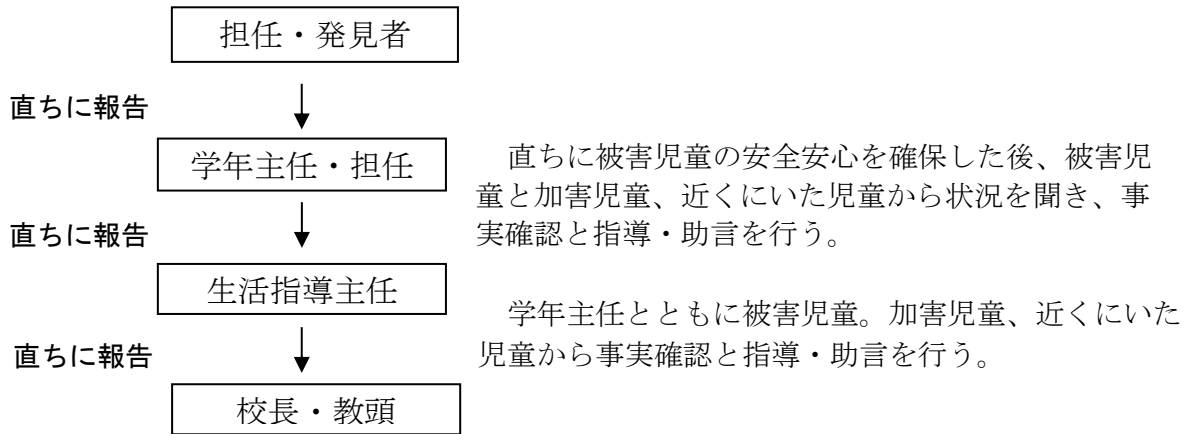 担任・発見者
直ちに報告
学年主任・担任
直ちに被害児童の安全安心を確保した後、被害児
童と加害児童、近くにいた児童から状況を聞き、事
実確認と指導・助言を行う。
直ちに報告
生活指導主任
学年主任とともに被害児童。加害児童、近くにいた
児童から事実確認と指導・助言を行う。
直ちに報告
校長・教頭